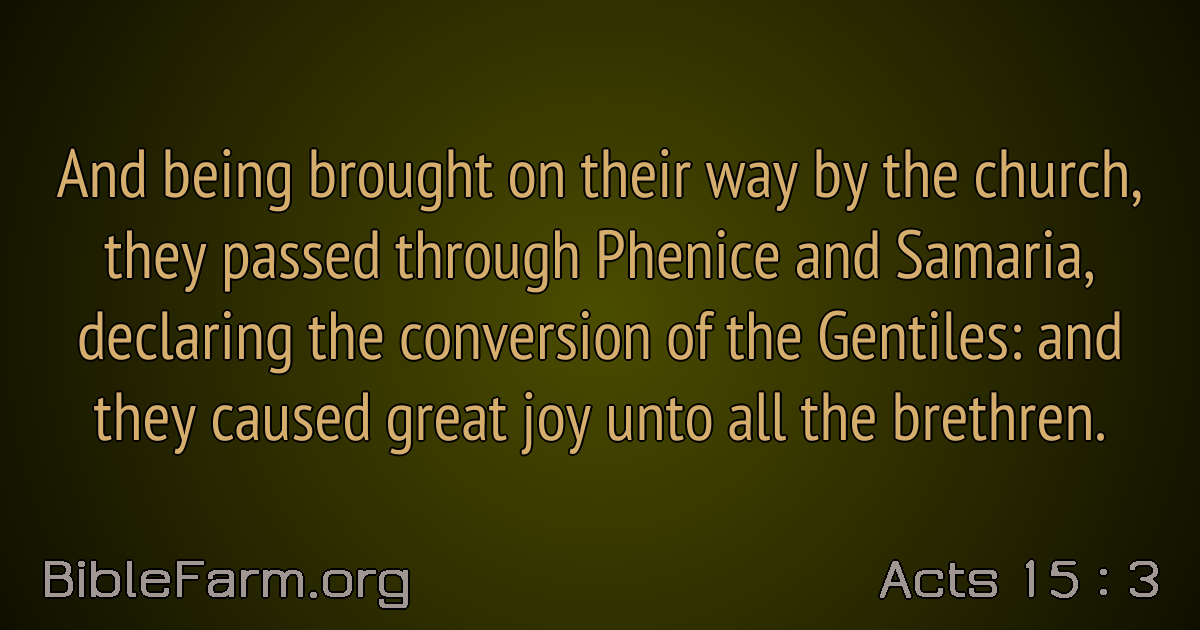 And being brought on their way by the church,
they passed through Phenice and Samaria,
declaring the conversion of the Gentiles: and
they caused great joy unto all the brethren.
BibleFarm.org
Acts 15 : 3